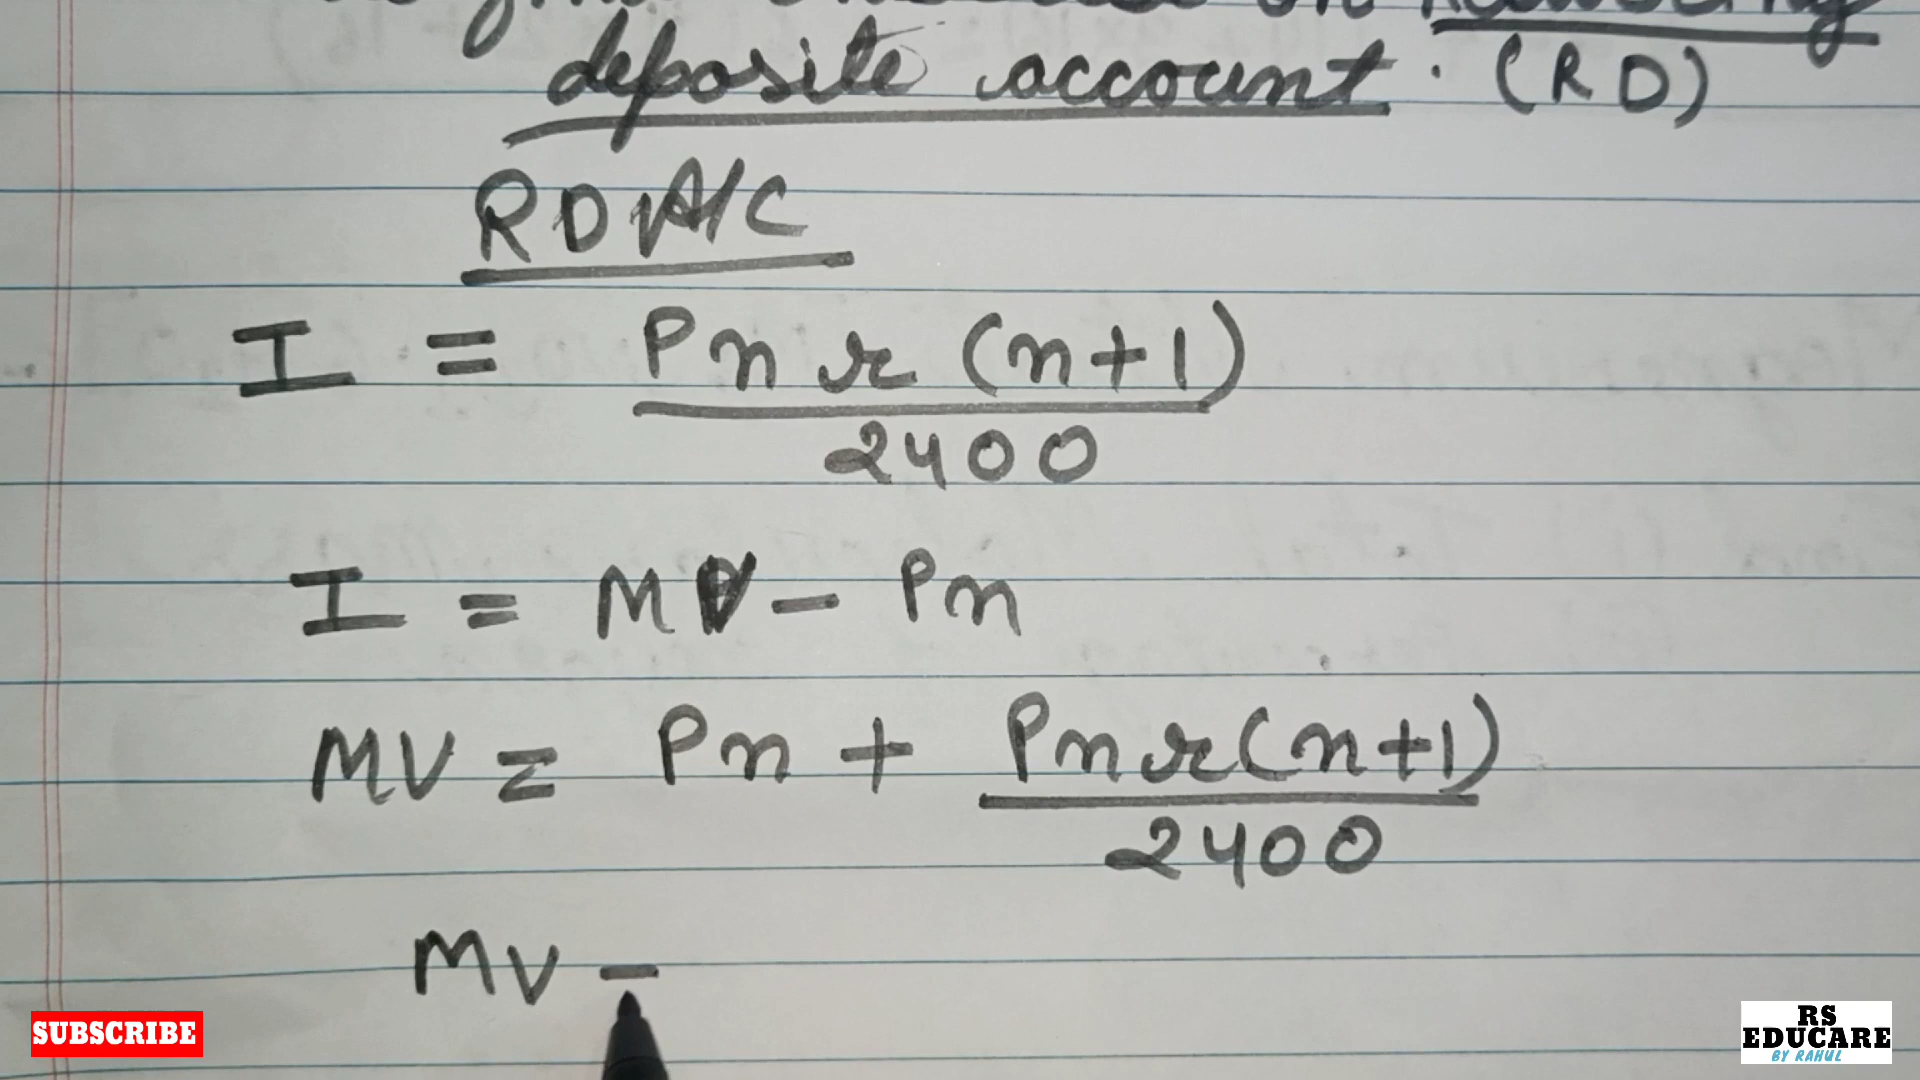 on
deposite account. (RD)
RD A/C
I = Pnr(n+1)
2400
I = MV - Pn
MV = Pn + Pnr(n+1)
2400
MV -
SUBSCRIBE
RS
EDUCARE
BY RAHUL